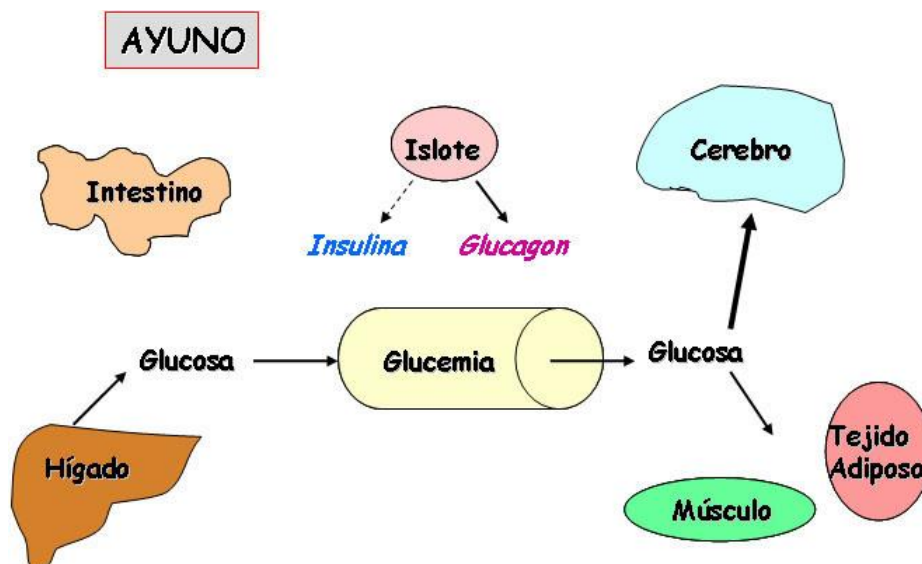 AYUNO
Islote
Cerebro
Intestino
Insulina
Glucagon
Glucosa
Glucemia
Glucosa
Hígado
Tejido
Adiposo
Músculo